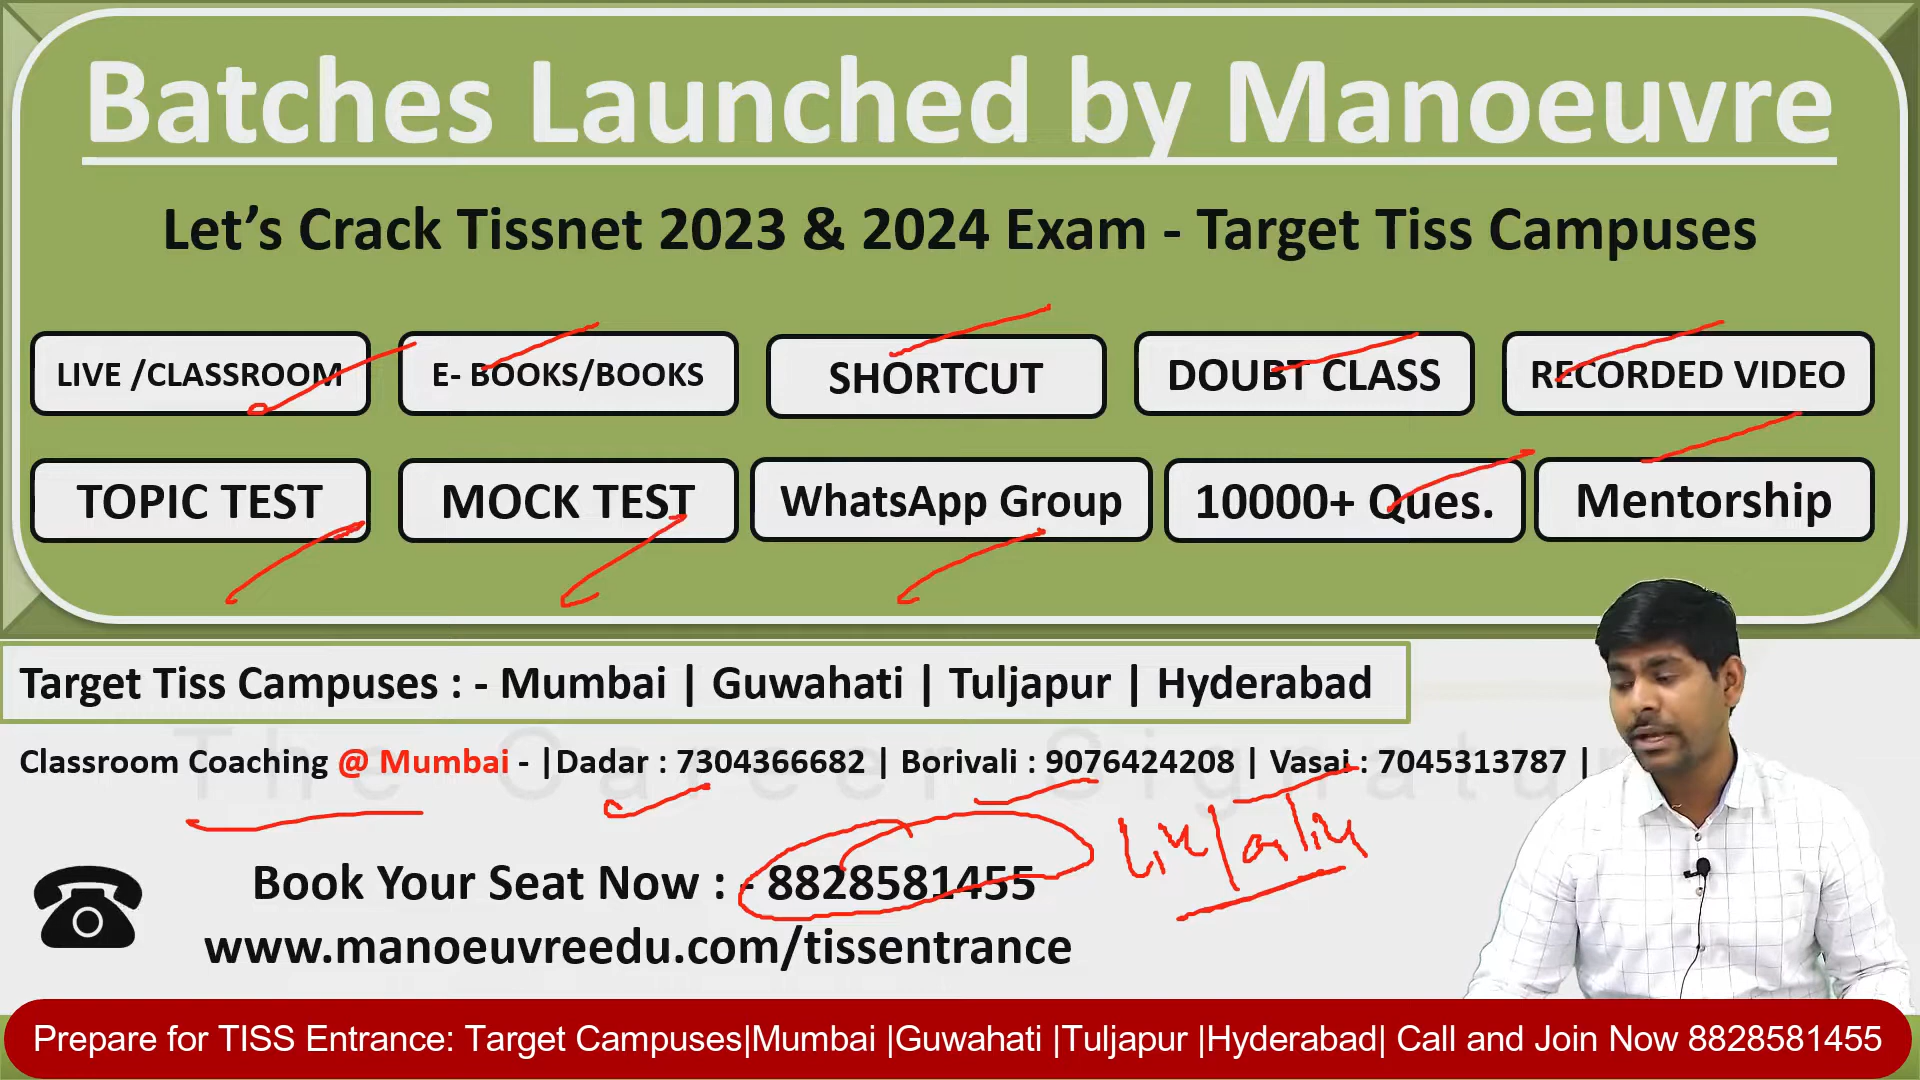 Batches Launched by Manoeuvre
Let's Crack Tissnet 2023 & 2024 Exam - Target Tiss Campuses
LIVE /CLASSROOM E- BOOKS/BOOKS SHORTCUT DOUBT CLASS RECORDED VIDEO
TOPIC TEST MOCK TEST WhatsApp Group 10000+ Ques. Mentorship
Target Tiss Campuses : - Mumbai | Guwahati | Tuljapur | Hyderabad
The Career Signatur
Classroom Coaching @ Mumbai - |Dadar : 7304366682 | Borivali : 9076424208 | Vasai : 7045313787 |
Book Your Seat Now : - 8828581455
www.manoeuvreedu.com/tissentrance
Prepare for TISS Entrance: Target Campuses|Mumbai |Guwahati |Tuljapur |Hyderabad| Call and Join Now 8828581455